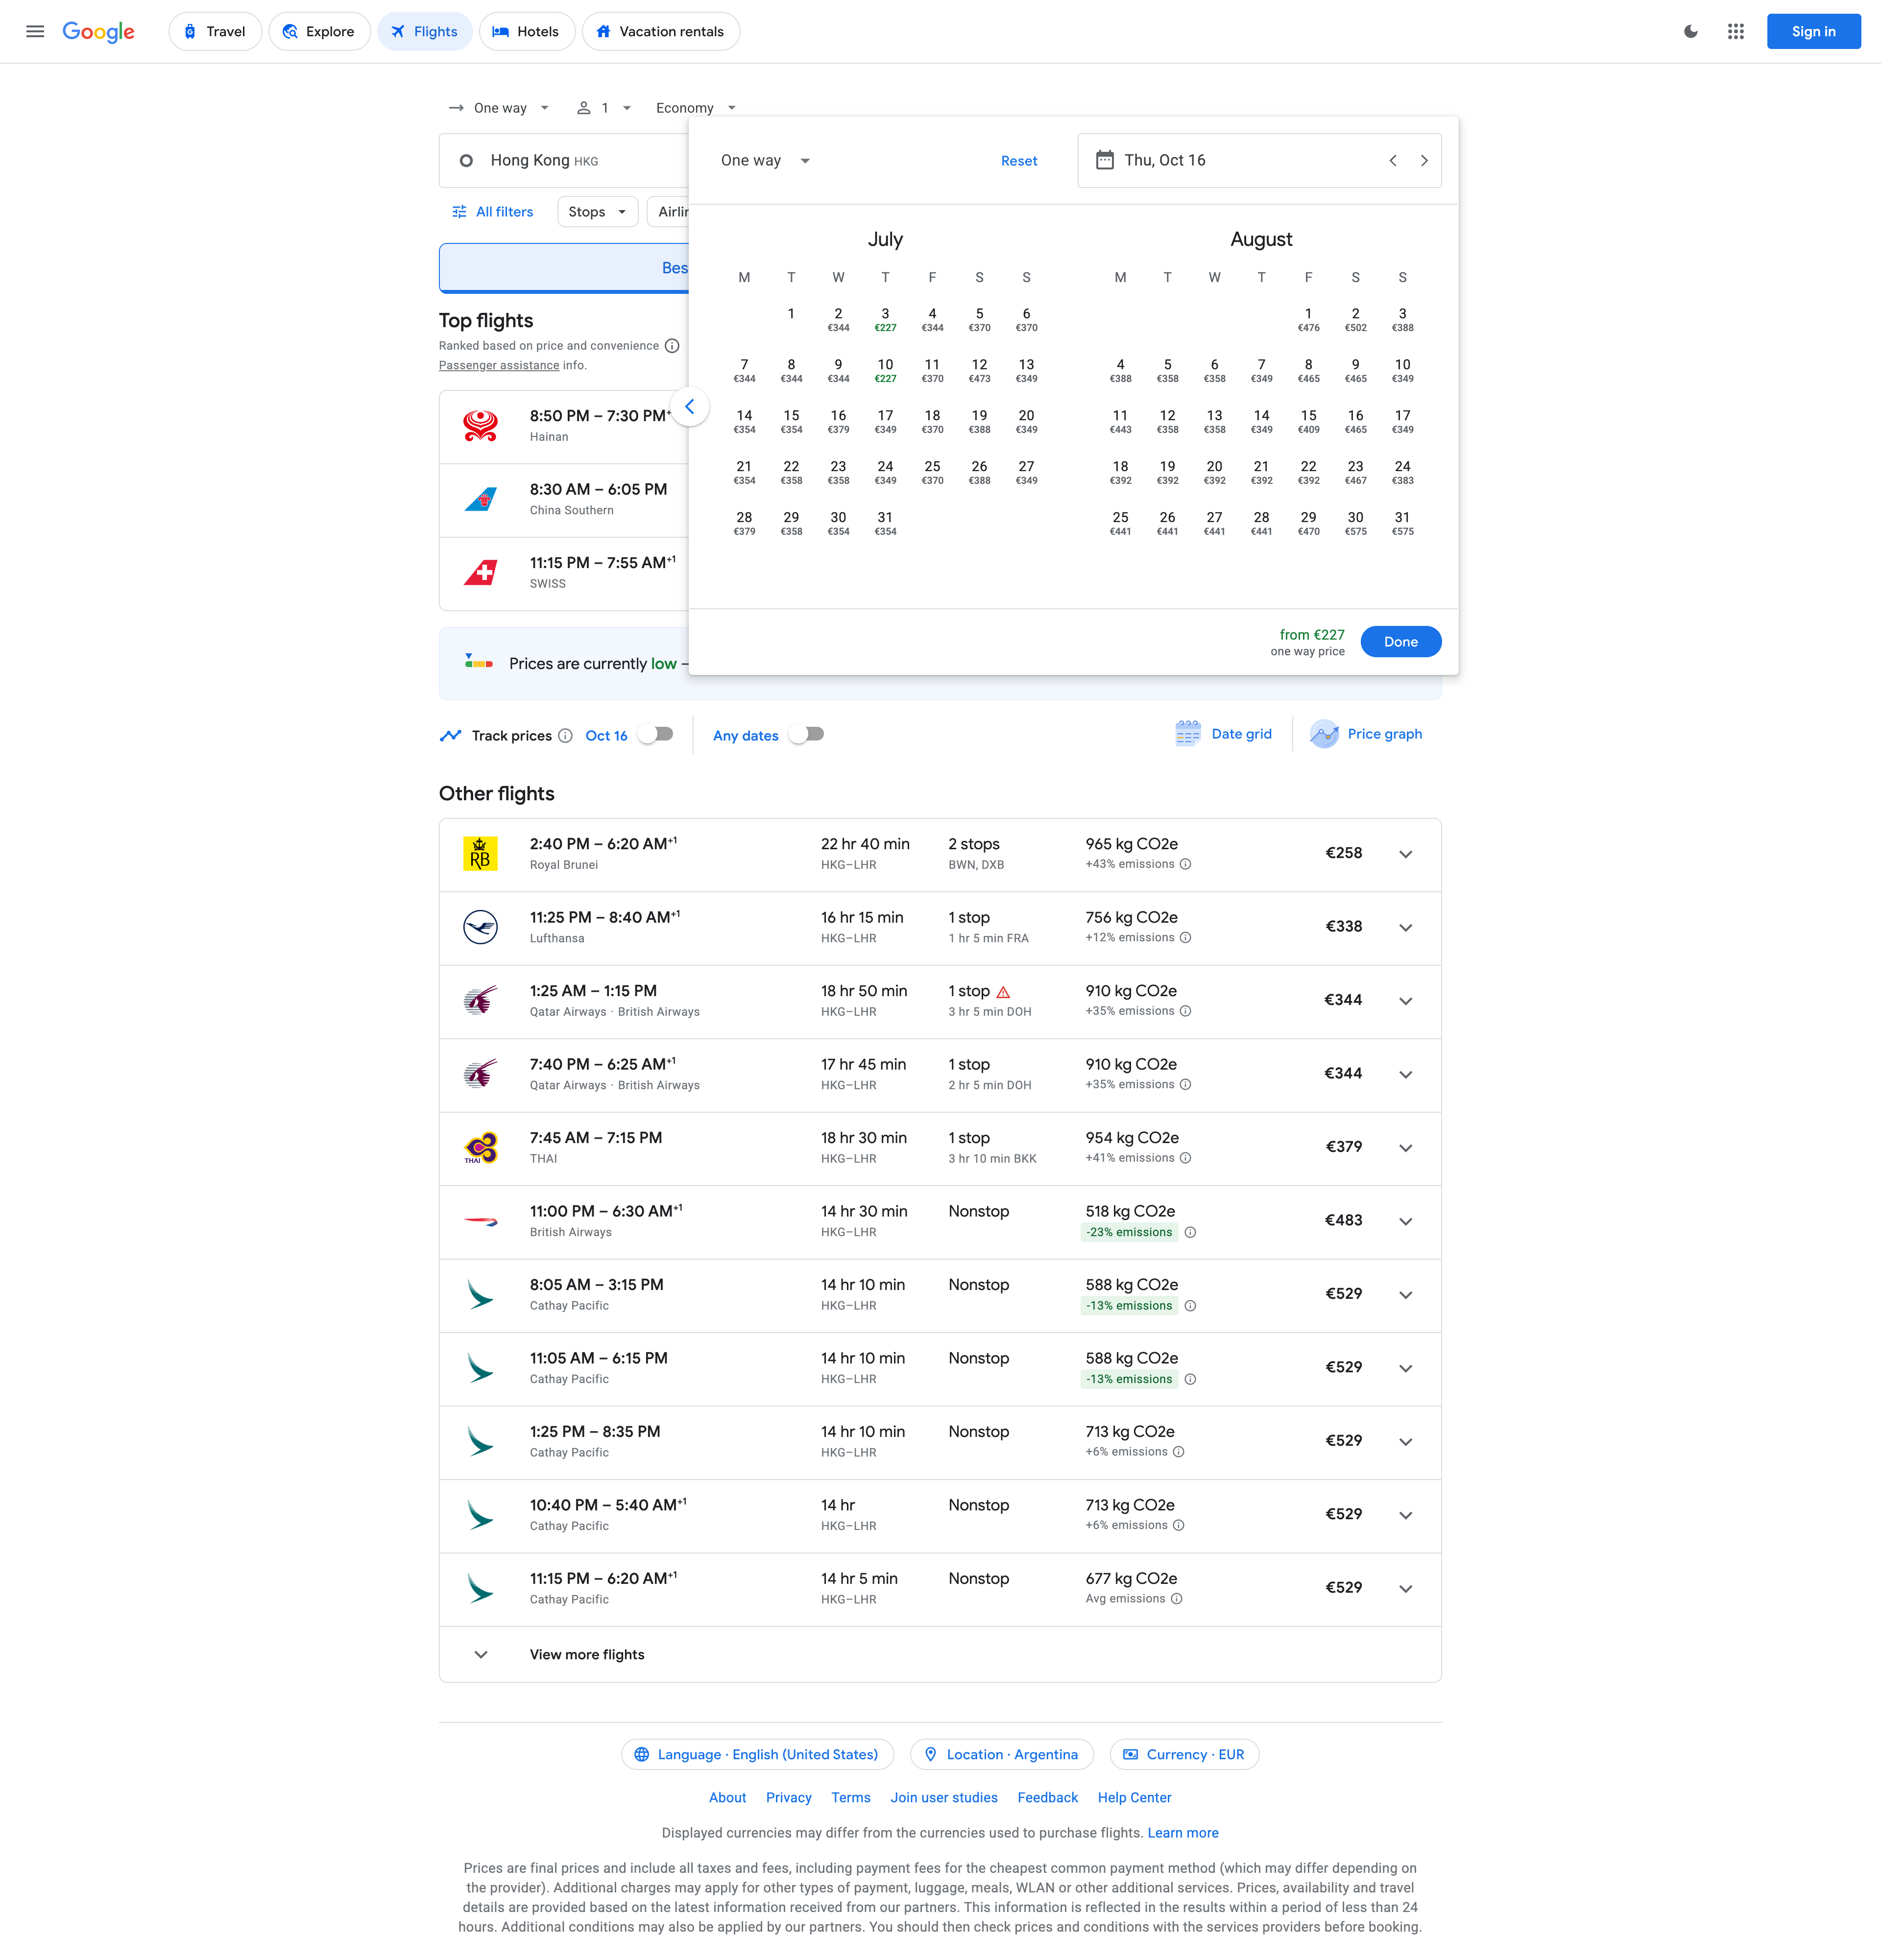 Google
Travel
Explore
Flights
Hotels
Vacation rentals
Sign in
One way
1
Economy
Hong Kong HKG
All filters
Stops
One way
Reset
Thu, Oct 16
July
M T W T F S S
1 2 3 4 5 6
€344 €227 €344 €370 €370
7 8 9 10 11 12 13
€344 €344 €344 €227 €370 €473 €349
14 15 16 17 18 19 20
€354 €354 €379 €349 €370 €388 €349
21 22 23 24 25 26 27
€354 €358 €358 €349 €370 €388 €349
28 29 30 31
€379 €358 €354 €354
August
M T W T F S S
1 2 3
€476 €502 €388
4 5 6 7 8 9 10
€388 €358 €358 €349 €465 €465 €349
11 12 13 14 15 16 17
€443 €358 €358 €349 €409 €465 €349
18 19 20 21 22 23 24
€392 €392 €392 €392 €392 €467 €383
25 26 27 28 29 30 31
€441 €441 €441 €441 €470 €575 €575
from €227
one way price
Done
Top flights
Ranked based on price and convenience
Passenger assistance info.
8:50 PM – 7:30 PM
Hainan
8:30 AM – 6:05 PM
China Southern
11:15 PM – 7:55 AM+1
SWISS
Prices are currently low –
Track prices
Oct 16
Any dates
Date grid
Price graph
Other flights
RB
2:40 PM – 6:20 AM+1 22 hr 40 min 2 stops 965 kg CO2e €258
Royal Brunei HKG–LHR BWN, DXB +43% emissions
11:25 PM – 8:40 AM+1 16 hr 15 min 1 stop 756 kg CO2e €338
Lufthansa HKG–LHR 1 hr 5 min FRA +12% emissions
1:25 AM – 1:15 PM 18 hr 50 min 1 stop 910 kg CO2e €344
Qatar Airways · British Airways HKG–LHR 3 hr 5 min DOH +35% emissions
7:40 PM – 6:25 AM+1 17 hr 45 min 1 stop 910 kg CO2e €344
Qatar Airways · British Airways HKG–LHR 2 hr 5 min DOH +35% emissions
7:45 AM – 7:15 PM 18 hr 30 min 1 stop 954 kg CO2e €379
THAI THAI HKG–LHR 3 hr 10 min BKK +41% emissions
11:00 PM – 6:30 AM+1 14 hr 30 min Nonstop 518 kg CO2e €483
British Airways HKG–LHR -23% emissions
8:05 AM – 3:15 PM 14 hr 10 min Nonstop 588 kg CO2e €529
Cathay Pacific HKG–LHR -13% emissions
11:05 AM – 6:15 PM 14 hr 10 min Nonstop 588 kg CO2e €529
Cathay Pacific HKG–LHR -13% emissions
1:25 PM – 8:35 PM 14 hr 10 min Nonstop 713 kg CO2e €529
Cathay Pacific HKG–LHR +6% emissions
10:40 PM – 5:40 AM+1 14 hr Nonstop 713 kg CO2e €529
Cathay Pacific HKG–LHR +6% emissions
11:15 PM – 6:20 AM+1 14 hr 5 min Nonstop 677 kg CO2e €529
Cathay Pacific HKG–LHR Avg emissions
View more flights
Language · English (United States)
Location · Argentina
Currency · EUR
About Privacy Terms Join user studies Feedback Help Center
Displayed currencies may differ from the currencies used to purchase flights. Learn more
Prices are final prices and include all taxes and fees, including payment fees for the cheapest common payment method (which may differ depending on
the provider). Additional charges may apply for other types of payment, luggage, meals, WLAN or other additional services. Prices, availability and travel
details are provided based on the latest information received from our partners. This information is reflected in the results within a period of less than 24
hours. Additional conditions may also be applied by our partners. You should then check prices and conditions with the services providers before booking.